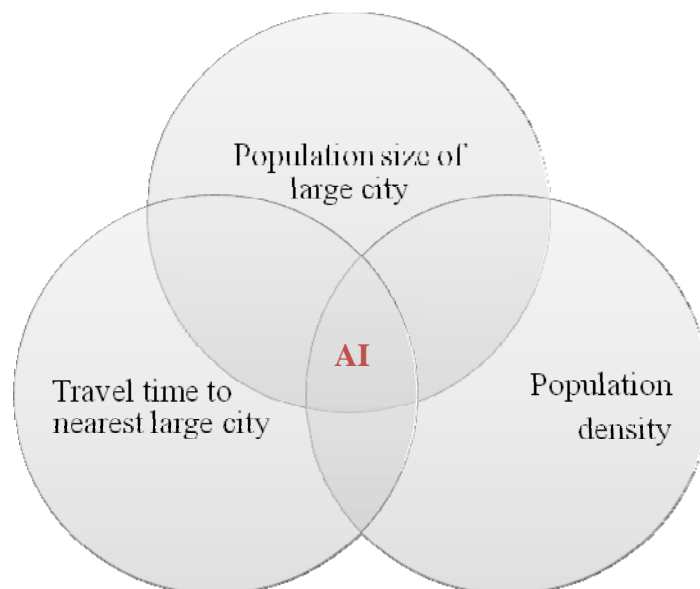 Population size of
large city
AI
Travel time to
nearest large city
Population
density